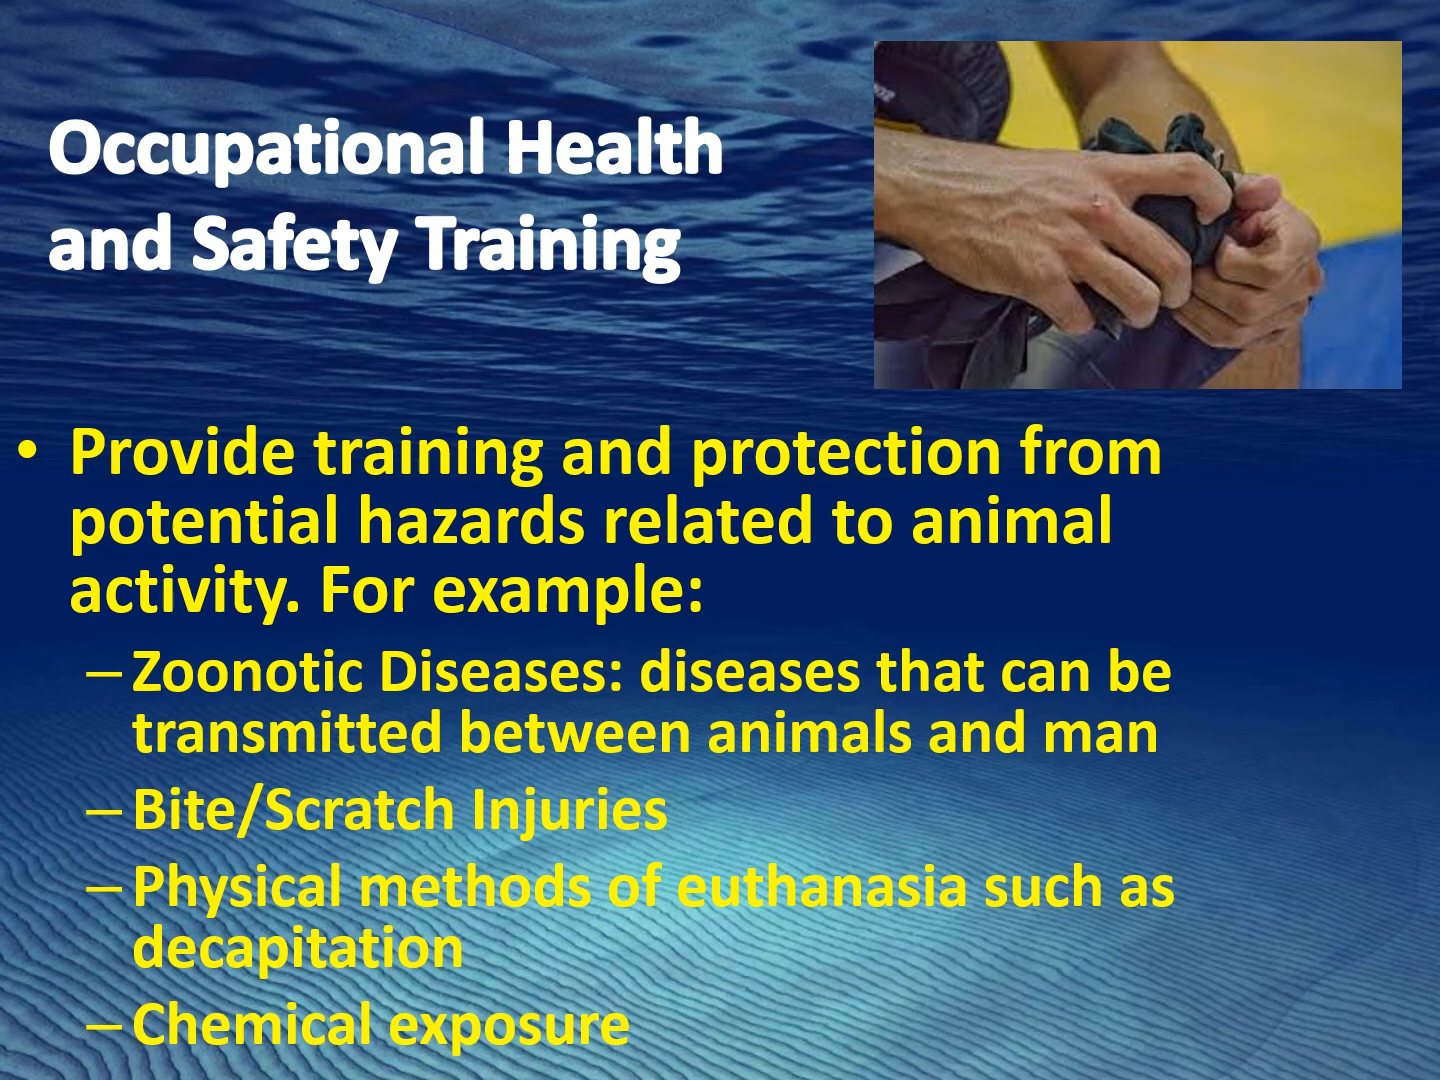 Occupational Health
and Safety Training
• Provide training and protection from
potential hazards related to animal
activity. For example:
– Zoonotic Diseases: diseases that can be
transmitted between animals and man
– Bite/Scratch Injuries
– Physical methods of euthanasia such as
decapitation
– Chemical exposure